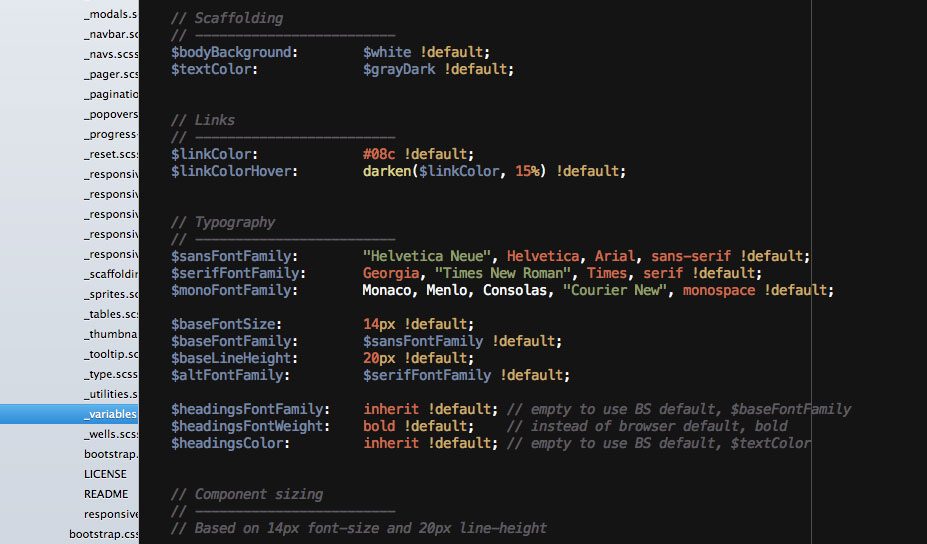 _modals.s
_navbar.sc
_navs.scss
_pager.scs
_paginatio
_popovers
_progress-
_reset.scss
_responsiv
_responsiv
_responsiv
_responsiv
_responsiv
_scaffoldin
_sprites.sc
_tables.scs
_thumbna
_tooltip.sc
_type.scss
_utilities.s
_variables
_wells.scss
bootstrap.
LICENSE
README
responsive
bootstrap.css
// Scaffolding
// -------------------------
$bodyBackground: $white !default;
$textColor: $grayDark !default;
// Links
// -------------------------
$linkColor: #08c !default;
$linkColorHover: darken($linkColor, 15%) !default;
// Typography
// -------------------------
$sansFontFamily: "Helvetica Neue", Helvetica, Arial, sans-serif !default;
$serifFontFamily: Georgia, "Times New Roman", Times, serif !default;
$monoFontFamily: Monaco, Menlo, Consolas, "Courier New", monospace !default;
$baseFontSize: 14px !default;
$baseFontFamily: $sansFontFamily !default;
$baseLineHeight: 20px !default;
$altFontFamily: $serifFontFamily !default;
$headingsFontFamily: inherit !default; // empty to use BS default, $baseFontFamily
$headingsFontWeight: bold !default; // instead of browser default, bold
$headingsColor: inherit !default; // empty to use BS default, $textColor
// Component sizing
// -------------------------
// Based on 14px font-size and 20px line-height